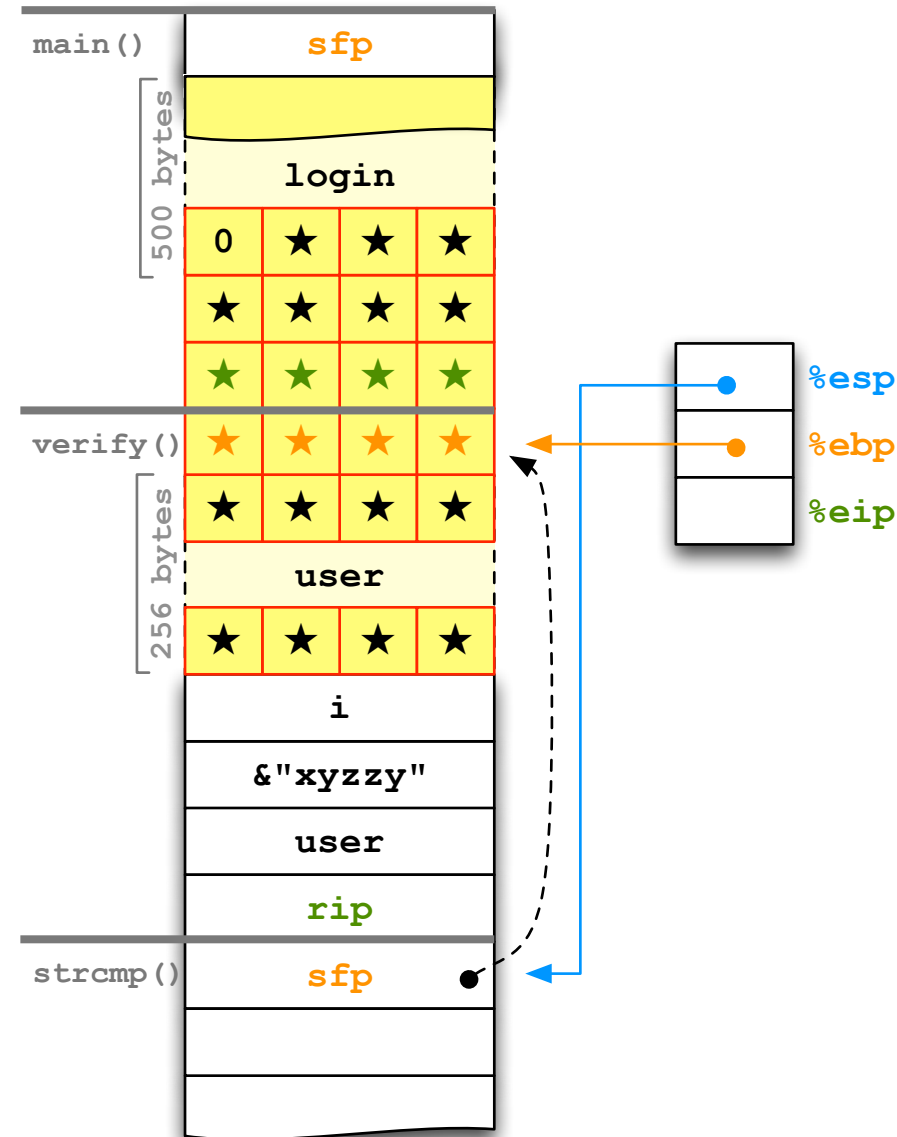 main() sfp
500 bytes
login
0 ★ ★ ★
★ ★ ★ ★
★ ★ ★ ★
%esp
verify() ★ ★ ★ ★
%ebp
★ ★ ★ ★
%eip
256 bytes
user
★ ★ ★ ★
i
&"xyzzy"
user
rip
strcmp() sfp